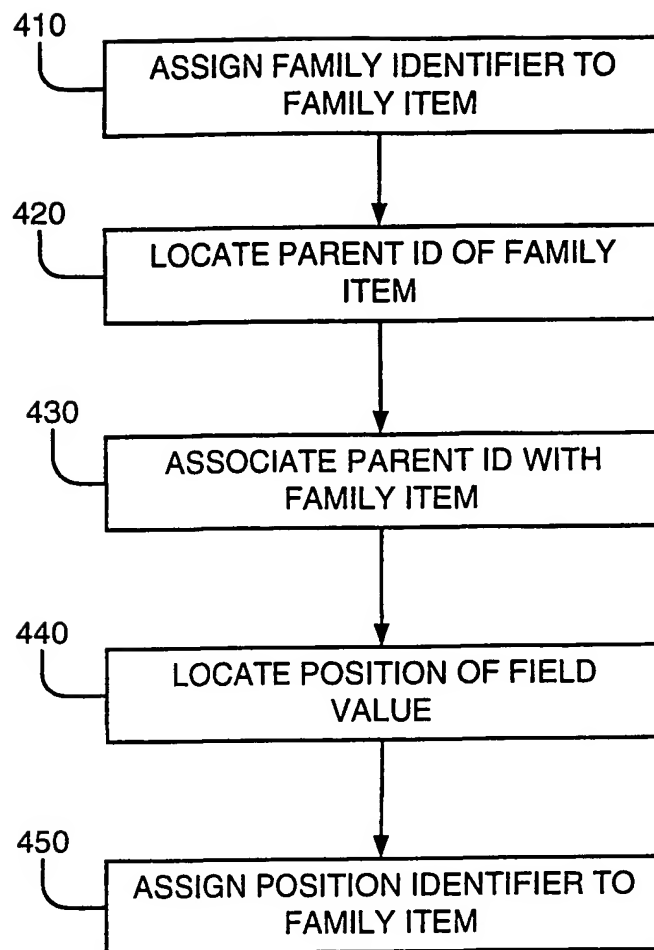 410
ASSIGN FAMILY IDENTIFIER TO
FAMILY ITEM
420
LOCATE PARENT ID OF FAMILY
ITEM
430
ASSOCIATE PARENT ID WITH
FAMILY ITEM
440
LOCATE POSITION OF FIELD
VALUE
450
ASSIGN POSITION IDENTIFIER TO
FAMILY ITEM